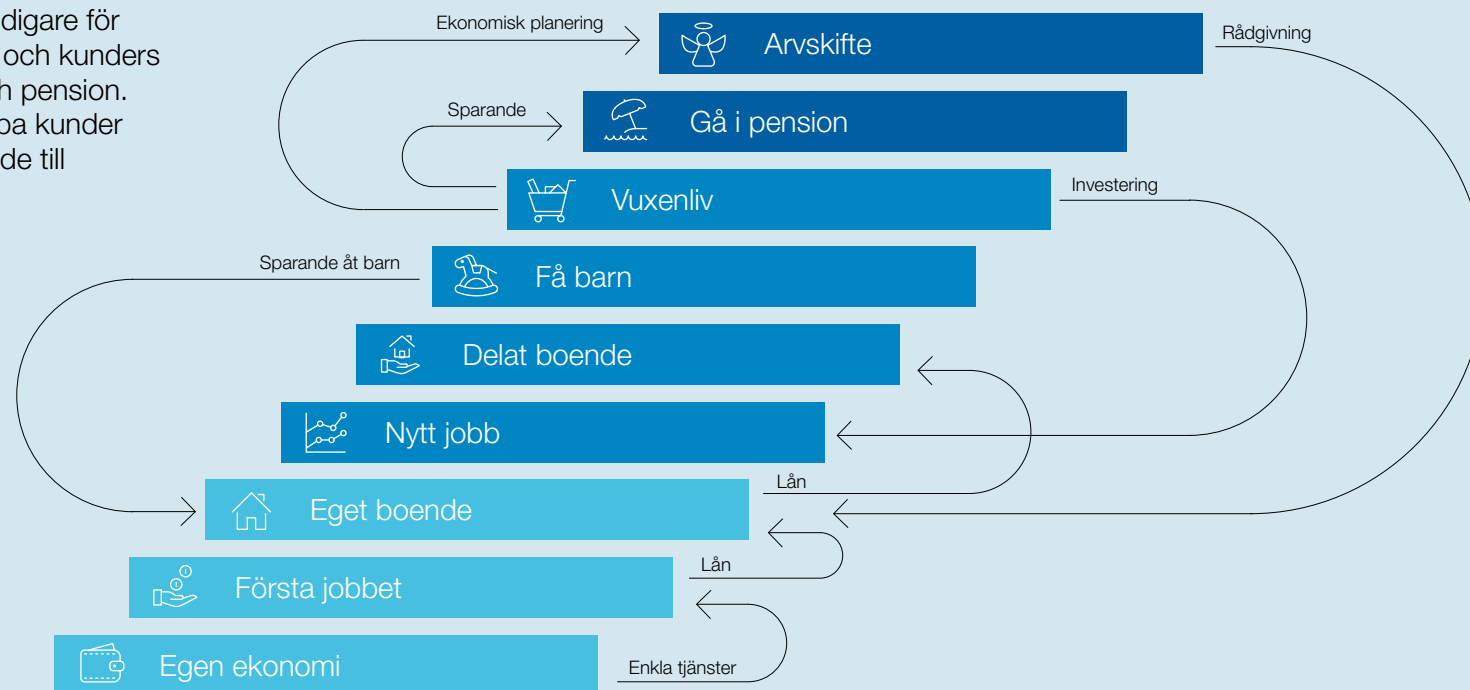 digare för
och kunders
h pension.
pa kunder
de till
Ekonomisk planering
Arvskifte
Rådgivning
Sparande
Gå i pension
Vuxenliv
Investering
Sparande åt barn
Få barn
Delat boende
Nytt jobb
Lån
Eget boende
Lån
Första jobbet
Egen ekonomi
Enkla tjänster